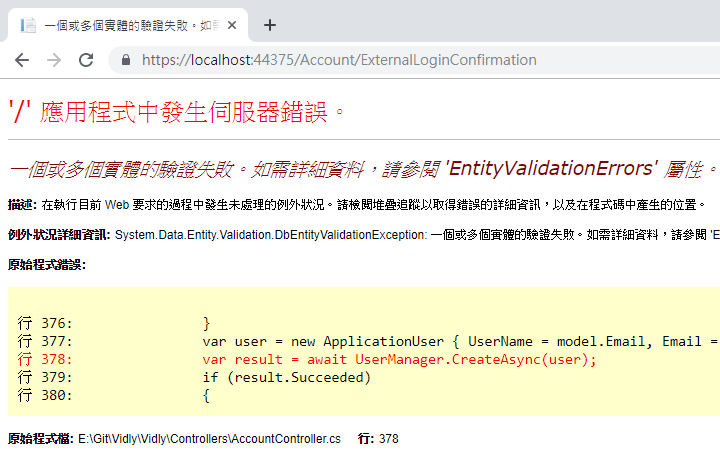 一個或多個實體的驗證失敗。如需
https://localhost:44375/Account/ExternalLoginConfirmation
'/' 應用程式中發生伺服器錯誤。
一個或多個實體的驗證失敗。如需詳細資料，請參閱 'EntityValidationErrors' 屬性。
描述: 在執行目前 Web 要求的過程中發生未處理的例外狀況。請檢閱堆疊追蹤以取得錯誤的詳細資訊，以及在程式碼中產生的位置。
例外狀況詳細資訊: System.Data.Entity.Validation.DbEntityValidationException: 一個或多個實體的驗證失敗。如需詳細資料，請參閱 'E
原始程式錯誤:
行 376: }
行 377: var user = new ApplicationUser { UserName = model.Email, Email =
行 378: var result = await UserManager.CreateAsync(user);
行 379: if (result.Succeeded)
行 380: {
原始程式檔: E:\Git\Vidly\Vidly\Controllers\AccountController.cs 行: 378